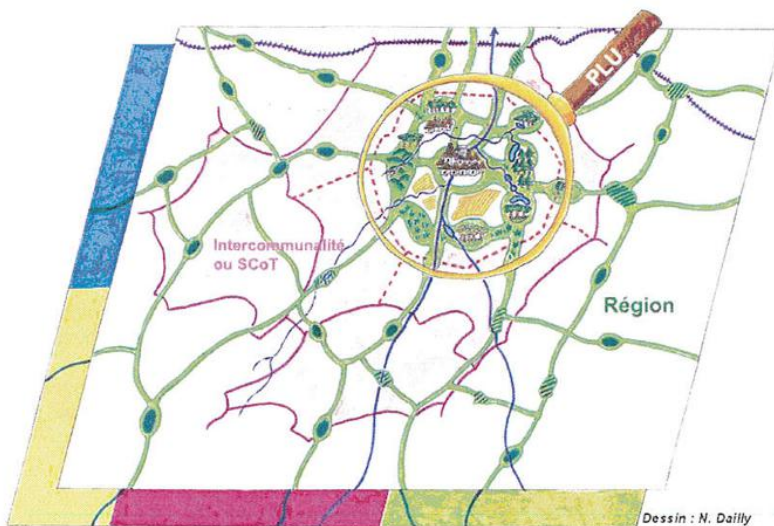 PLU
Intercommunalité
ou SCoT
Région
Dessin : N. Dailly